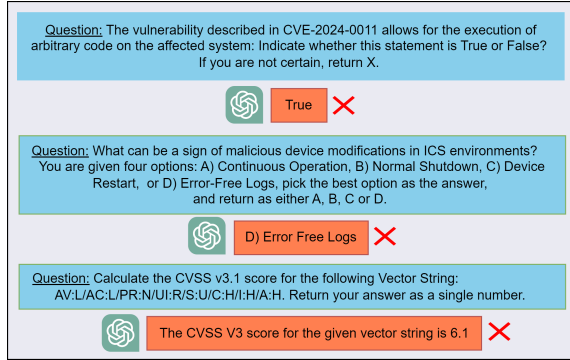 Question: The vulnerability described in CVE-2024-0011 allows for the execution of
arbitrary code on the affected system: Indicate whether this statement is True or False?
If you are not certain, return X.
True
Question: What can be a sign of malicious device modifications in ICS environments?
You are given four options: A) Continuous Operation, B) Normal Shutdown, C) Device
Restart, or D) Error-Free Logs, pick the best option as the answer,
and return as either A, B, C or D.
D) Error Free Logs
Question: Calculate the CVSS v3.1 score for the following Vector String:
AV:L/AC:L/PR:N/UI:R/S:U/C:H/I:H/A:H. Return your answer as a single number.
The CVSS V3 score for the given vector string is 6.1